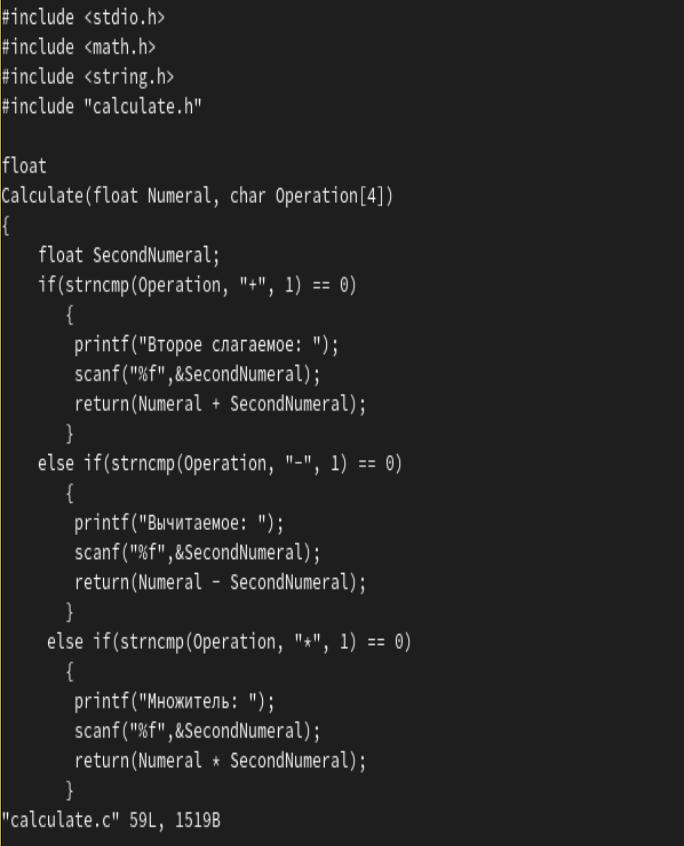 #include <stdio.h>
#include <math.h>
#include <string.h>
#include "calculate.h"

float
Calculate(float Numeral, char Operation[4])
{
    float SecondNumeral;
    if(strncmp(Operation, "+", 1) == 0)
       {
        printf("Второе слагаемое: ");
        scanf("%f",&SecondNumeral);
        return(Numeral + SecondNumeral);
       }
    else if(strncmp(Operation, "-", 1) == 0)
       {
        printf("Вычитаемое: ");
        scanf("%f",&SecondNumeral);
        return(Numeral - SecondNumeral);
       }
     else if(strncmp(Operation, "*", 1) == 0)
       {
        printf("Множитель: ");
        scanf("%f",&SecondNumeral);
        return(Numeral * SecondNumeral);
       }
"calculate.c" 59L, 1519B